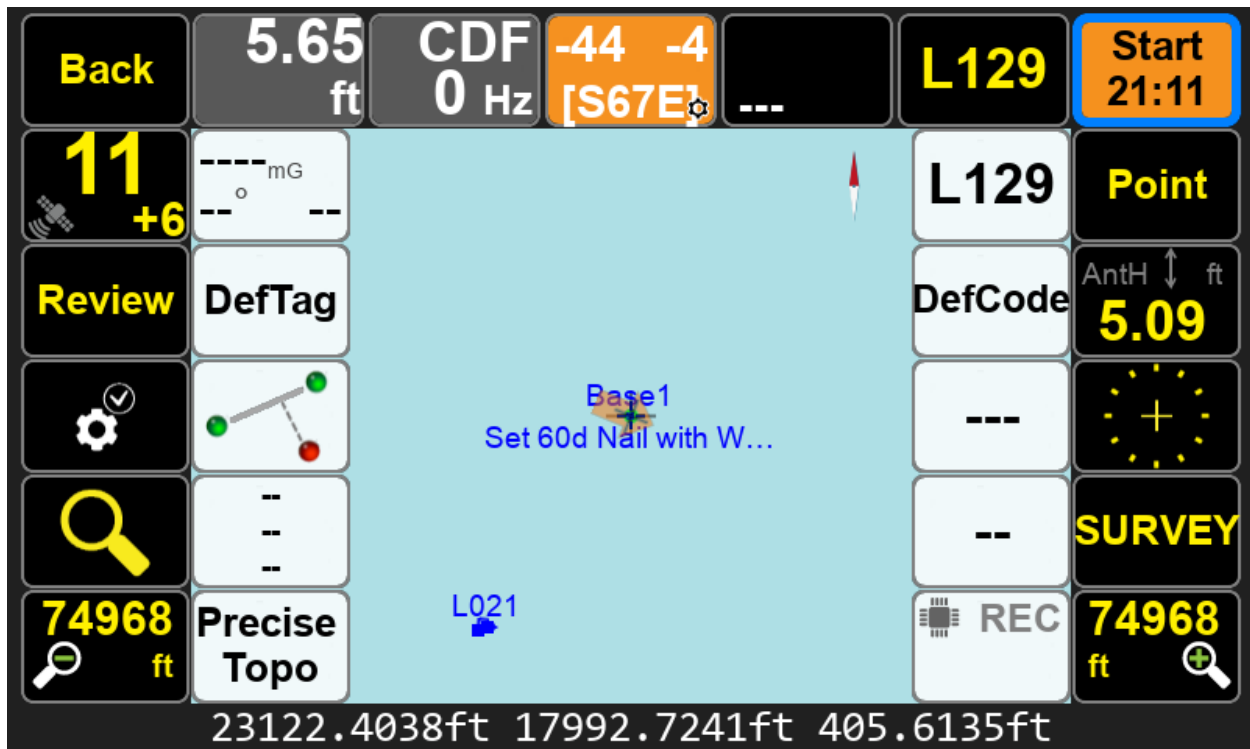 Back
5.65
ft
CDF
0 Hz
-44 -4
[S67E]
---
L129
Start
21:11
11
+6
---- mG
--° --
L129
Point
Review
DefTag
DefCode
AntH ft
5.09
Base1
Set 60d Nail with W...
---
--
--
--
--
SURVEY
74968
ft
Precise
Topo
L021
REC
74968
ft
23122.4038ft 17992.7241ft 405.6135ft